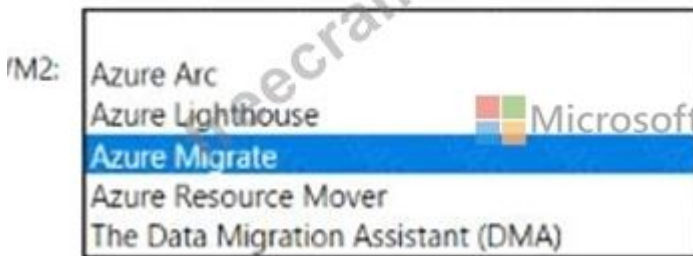 /M2:
Azure Arc
Azure Lighthouse
Microsoft
Azure Migrate
Azure Resource Mover
The Data Migration Assistant (DMA)